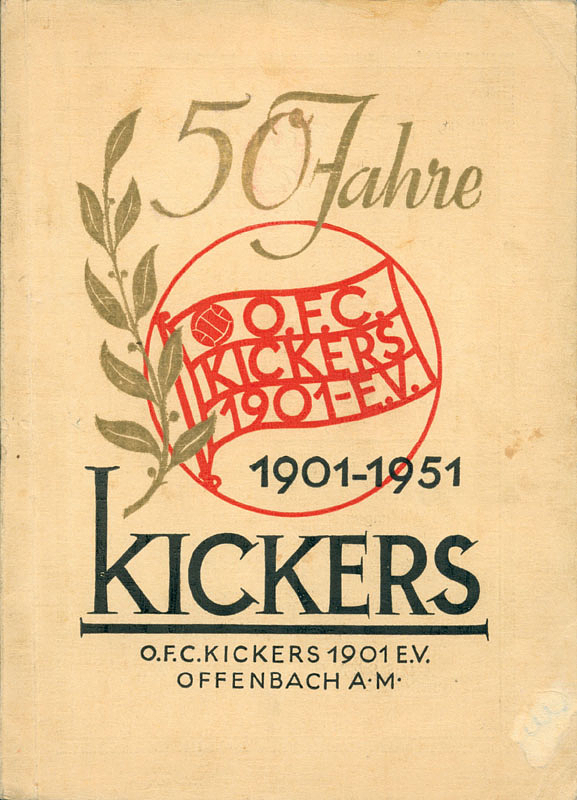 50 Jahre
O.F.C.
KICKERS
1901-E.V.
1901-1951
KICKERS
O.F.C.KICKERS 1901 E.V.
OFFENBACH A·M·